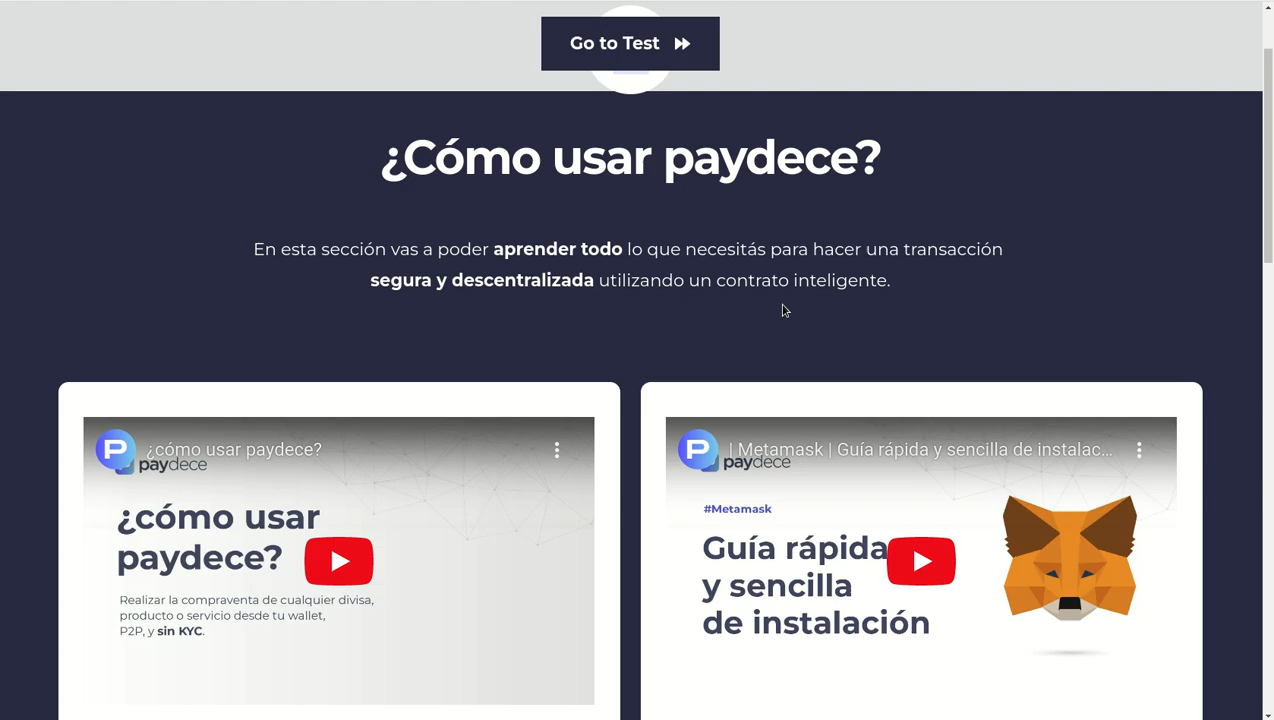 Go to Test
¿Cómo usar paydece?
En esta sección vas a poder aprender todo lo que necesitás para hacer una transacción
segura y descentralizada utilizando un contrato inteligente.
¿cómo usar paydece?
paydece
¿cómo usar
paydece?
Realizar la compraventa de cualquier divisa,
producto o servicio desde tu wallet,
P2P, y sin KYC.
| Metamask | Guía rápida y sencilla de instalac...
paydece
#Metamask
Guía rápida
y sencilla
de instalación